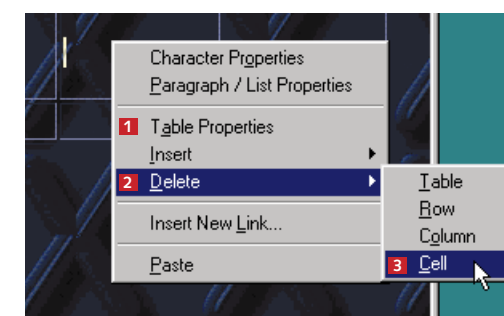 Character Properties
Paragraph / List Properties
1 Table Properties
Insert
2 Delete
Table
Row
Insert New Link...
Column
Paste
3 Cell